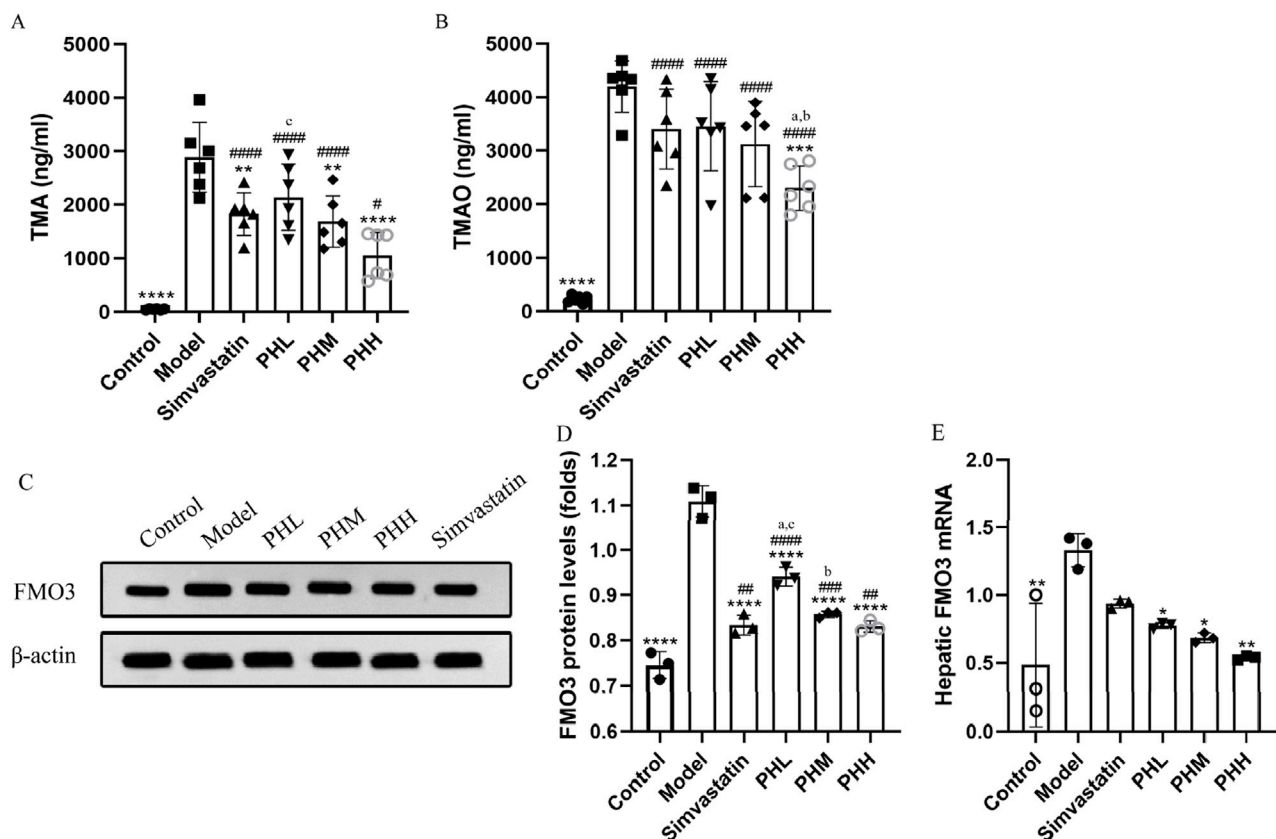 A
TMA (ng/ml)
5000
4000
3000
2000
1000
0
****
####
**
c
####
####
**
#
****
Control
Model
Simvastatin
PHL
PHM
PHH
B
TMAO (ng/ml)
5000
4000
3000
2000
1000
0
****
####
####
####
a,b
####
***
Control
Model
Simvastatin
PHL
PHM
PHH
C
Control
Model
PHL
PHM
PHH
Simvastatin
FMO3
β-actin
D
FMO3 protein levels (folds)
1.2
1.1
1.0
0.9
0.8
0.7
0.6
****
##
****
a,c
####
****
b
###
****
##
****
Control
Model
Simvastatin
PHL
PHM
PHH
E
Hepatic FMO3 mRNA
2.0
1.5
1.0
0.5
0.0
**
*
*
**
Control
Model
Simvastatin
PHL
PHM
PHH